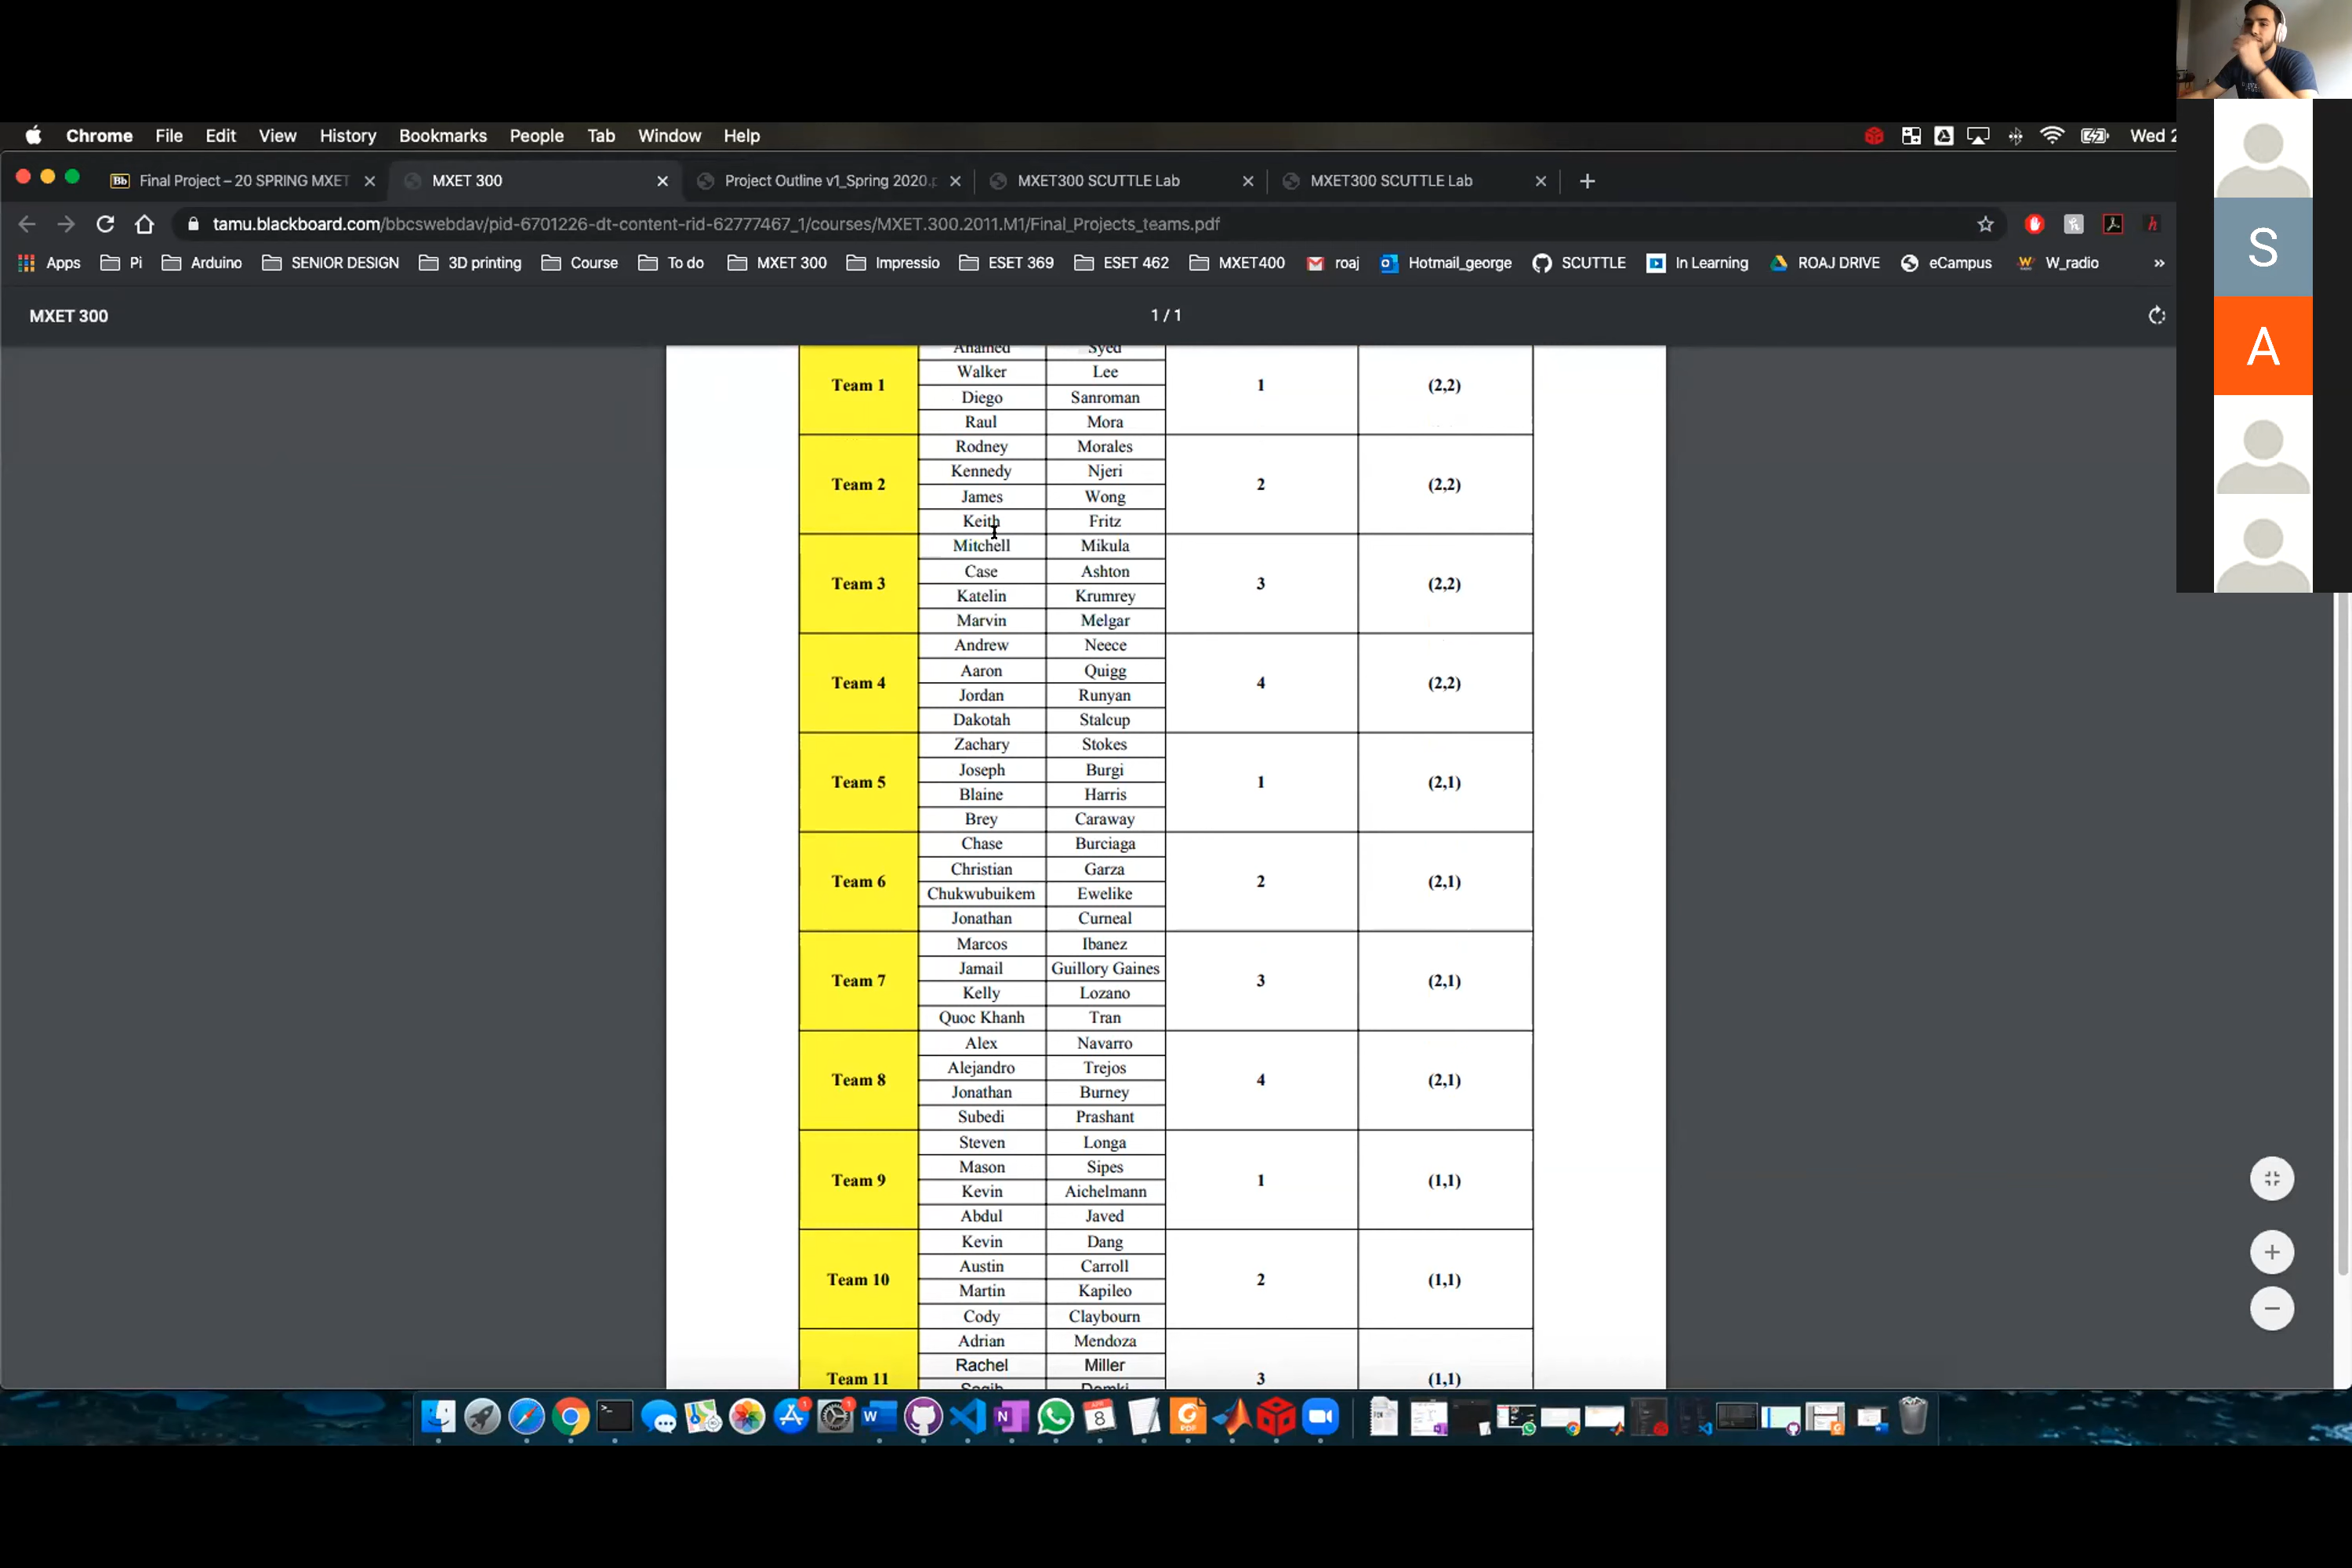 Chrome File Edit View History Bookmarks People Tab Window Help Wed 2
Final Project – 20 SPRING MXET MXET 300 Project Outline v1_Spring 2020.p MXET300 SCUTTLE Lab MXET300 SCUTTLE Lab
tamu.blackboard.com/bbcswebdav/pid-6701226-dt-content-rid-62777467_1/courses/MXET.300.2011.M1/Final_Projects_teams.pdf
Apps Pi Arduino SENIOR DESIGN 3D printing Course To do MXET 300 Impressio ESET 369 ESET 462 MXET400 roaj Hotmail_george SCUTTLE In Learning ROAJ DRIVE eCampus W_radio »
MXET 300 1 / 1
S
A
Ahamed Syed
Team 1 1 (2,2)
Walker Lee
Diego Sanroman
Raul Mora
Team 2 2 (2,2)
Rodney Morales
Kennedy Njeri
James Wong
Keith Fritz
Team 3 3 (2,2)
Mitchell Mikula
Case Ashton
Katelin Krumrey
Marvin Melgar
Team 4 4 (2,2)
Andrew Neece
Aaron Quigg
Jordan Runyan
Dakotah Stalcup
Team 5 1 (2,1)
Zachary Stokes
Joseph Burgi
Blaine Harris
Brey Caraway
Team 6 2 (2,1)
Chase Burciaga
Christian Garza
Chukwubuikem Ewelike
Jonathan Curneal
Team 7 3 (2,1)
Marcos Ibanez
Jamail Guillory Gaines
Kelly Lozano
Quoc Khanh Tran
Team 8 4 (2,1)
Alex Navarro
Alejandro Trejos
Jonathan Burney
Subedi Prashant
Team 9 1 (1,1)
Steven Longa
Mason Sipes
Kevin Aichelmann
Abdul Javed
Team 10 2 (1,1)
Kevin Dang
Austin Carroll
Martin Kapileo
Cody Claybourn
Team 11 3 (1,1)
Adrian Mendoza
Rachel Miller